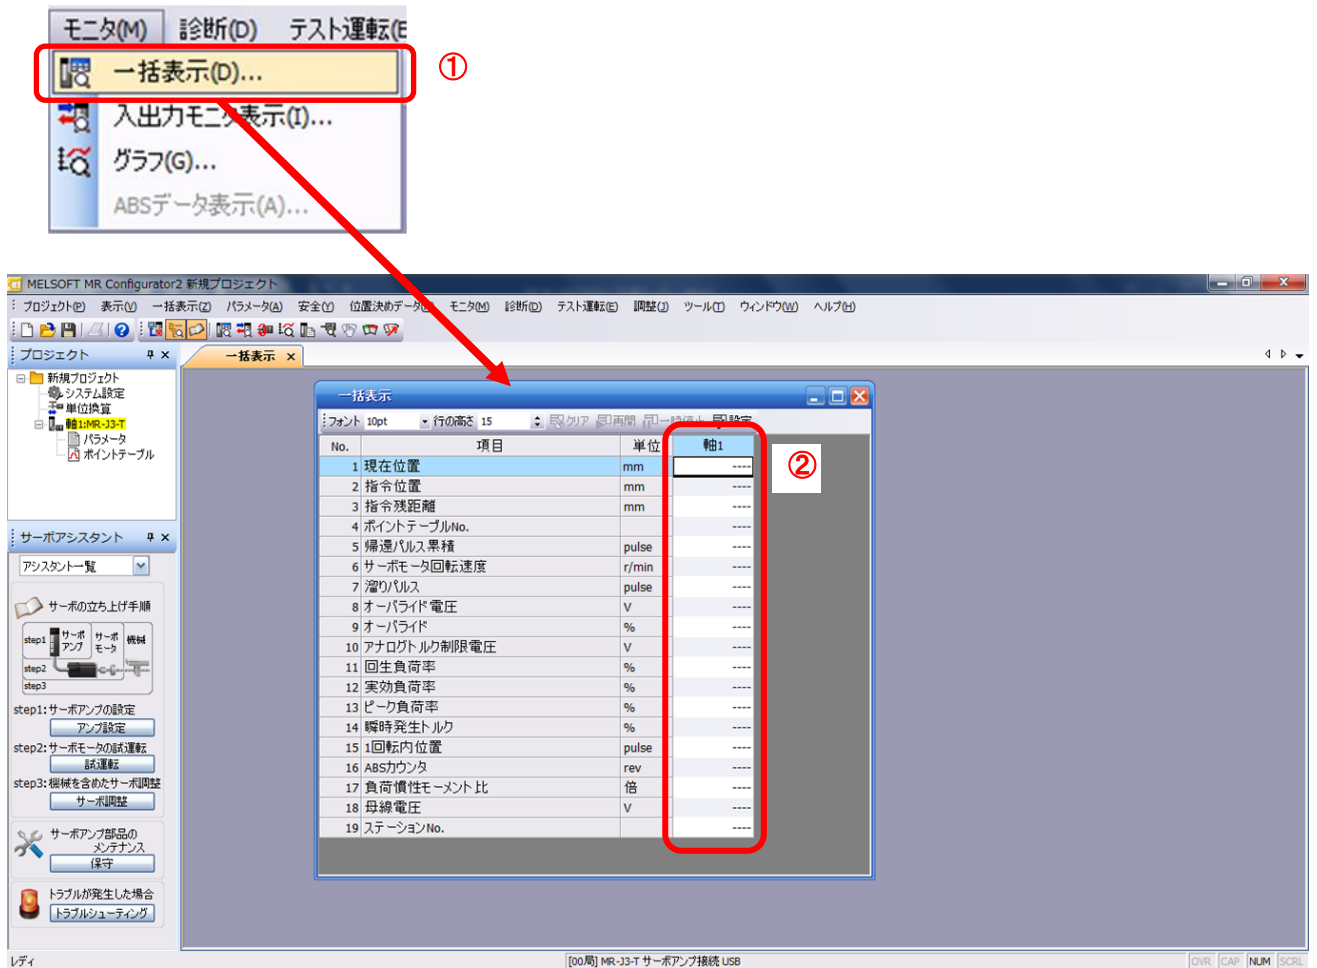 モニタ(M) 診断(D) テスト運転(E
一括表示(D)...
①
入出力モニタ表示(I)...
グラフ(G)...
ABSデータ表示(A)...
MELSOFT MR Configurator2 新規プロジェクト
プロジェクト(P) 表示(V) 一括表示(Z) パラメータ(A) 安全(Y) 位置決めデータ モニタ(M) 診断(D) テスト運転(E) 調整(J) ツール(T) ウィンドウ(W) ヘルプ(H)
プロジェクト
一括表示
新規プロジェクト
システム設定
単位換算
軸1:MR-J3-T
パラメータ
ポイントテーブル
一括表示
フォント 10pt 行の高さ 15 クリア 再開 一時停止 設定
No. 項目 単位 軸1
②
1 現在位置 mm ----
2 指令位置 mm ----
3 指令残距離 mm ----
4 ポイントテーブルNo. ----
5 帰還パルス累積 pulse ----
6 サーボモータ回転速度 r/min ----
7 溜りパルス pulse ----
8 オーバライド電圧 V ----
9 オーバライド % ----
10 アナログトルク制限電圧 V ----
11 回生負荷率 % ----
12 実効負荷率 % ----
13 ピーク負荷率 % ----
14 瞬時発生トルク % ----
15 1回転内位置 pulse ----
16 ABSカウンタ rev ----
17 負荷慣性モーメント比 倍 ----
18 母線電圧 V ----
19 ステーションNo. ----
サーボアシスタント
アシスタント一覧
サーボの立ち上げ手順
step1 サーボアンプ サーボモータ 機械
step2
step3
step1:サーボアンプの設定
アンプ設定
step2:サーボモータの試運転
試運転
step3:機械を含めたサーボ調整
サーボ調整
サーボアンプ部品の
メンテナンス
保守
トラブルが発生した場合
トラブルシューティング
レディ [00局] MR-J3-T サーボアンプ接続 USB OVR CAP NUM SCRL